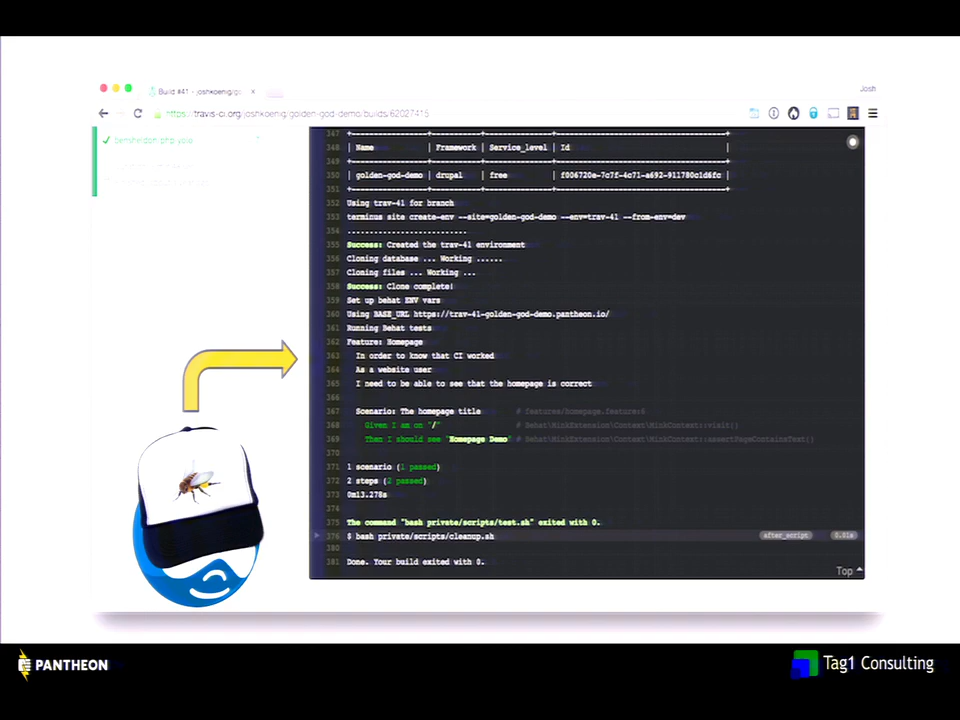 Build #41 - joshkoenig/go
Josh
https://travis-ci.org/joshkoenig/golden-god-demo/builds/62027415
bensheldon/php-yolo
347
348 | Name | Framework | Service_level | Id |
349
350 | golden-god-demo | drupal | free | f006720e-7c7f-4c71-a692-911780c1d6fc |
351
352 Using trav-41 for branch
353 terminus site create-env --site=golden-god-demo --env=trav-41 --from-env=dev
354 ..........................
355 Success: Created the trav-41 environment
356 Cloning database ... Working ......
357 Cloning files ... Working ...
358 Success: Clone complete!
359 Set up behat ENV vars
360 Using BASE_URL https://trav-41-golden-god-demo.pantheon.io/
361 Running Behat tests
362 Feature: Homepage
363 In order to know that CI worked
364 As a website user
365 I need to be able to see that the homepage is correct
366
367 Scenario: The homepage title # features/homepage.feature:6
368 Given I am on "/" # Behat\MinkExtension\Context\MinkContext::visit()
369 Then I should see "Homepage Demo" # Behat\MinkExtension\Context\MinkContext::assertPageContainsText()
370
371 1 scenario (1 passed)
372 2 steps (2 passed)
373 0m13.278s
374
375 The command "bash private/scripts/test.sh" exited with 0.
376 $ bash private/scripts/cleanup.sh after_script 0.01s
380
381 Done. Your build exited with 0.
Top
PANTHEON
Tag1 Consulting